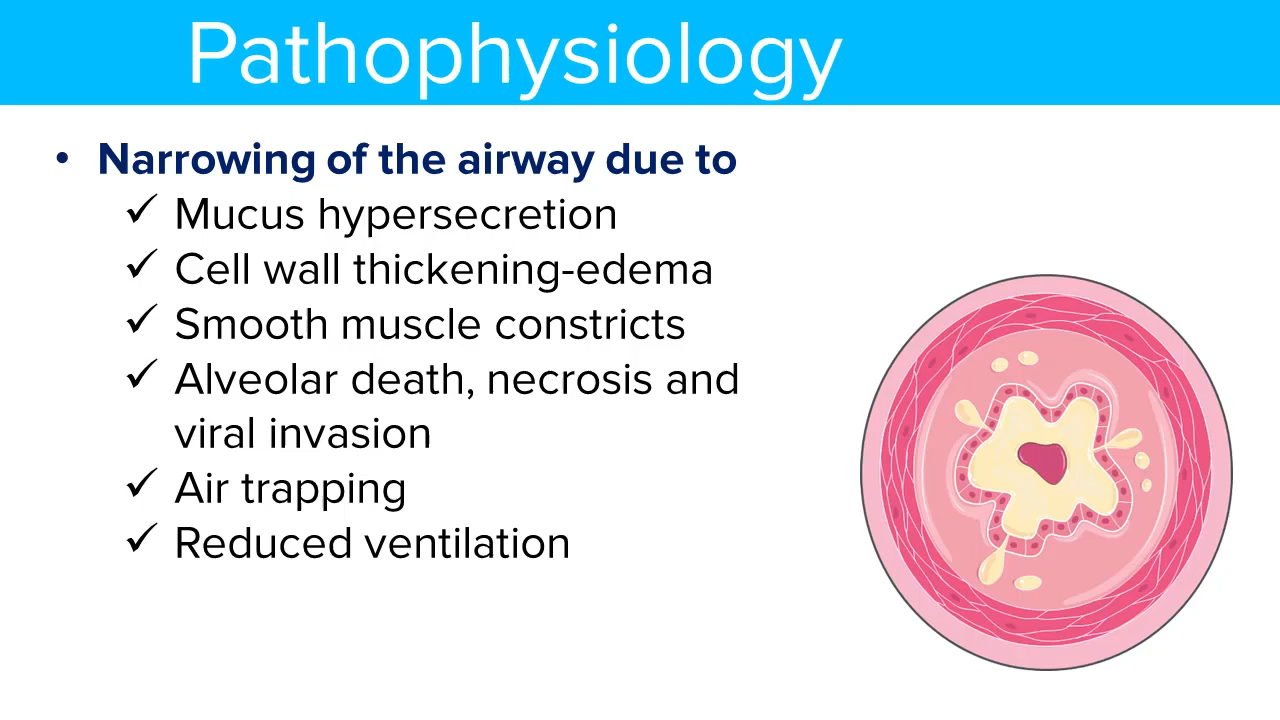 Pathophysiology
• Narrowing of the airway due to
✓ Mucus hypersecretion
✓ Cell wall thickening-edema
✓ Smooth muscle constricts
✓ Alveolar death, necrosis and
viral invasion
✓ Air trapping
✓ Reduced ventilation